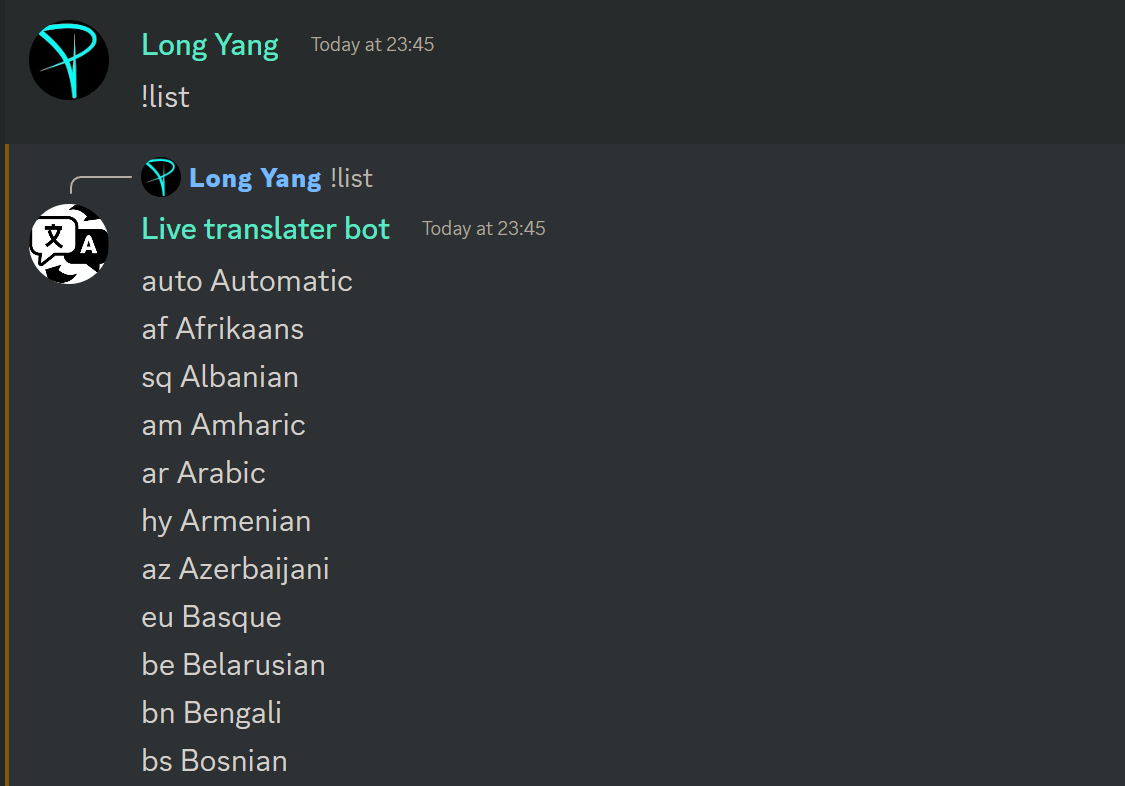 Long Yang Today at 23:45
!list
Long Yang !list
文 A
Live translater bot Today at 23:45
auto Automatic
af Afrikaans
sq Albanian
am Amharic
ar Arabic
hy Armenian
az Azerbaijani
eu Basque
be Belarusian
bn Bengali
bs Bosnian